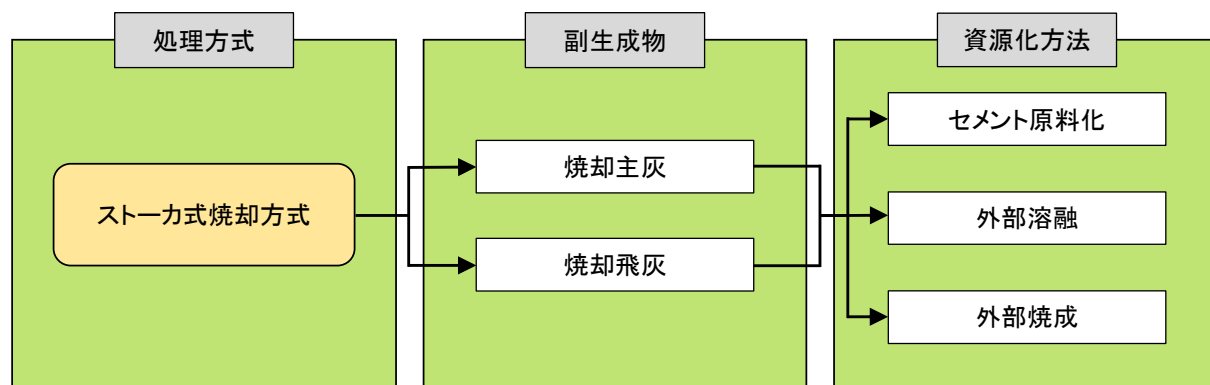 処理方式
副生成物
資源化方法
ストーカ式焼却方式
焼却主灰
焼却飛灰
セメント原料化
外部溶融
外部焼成